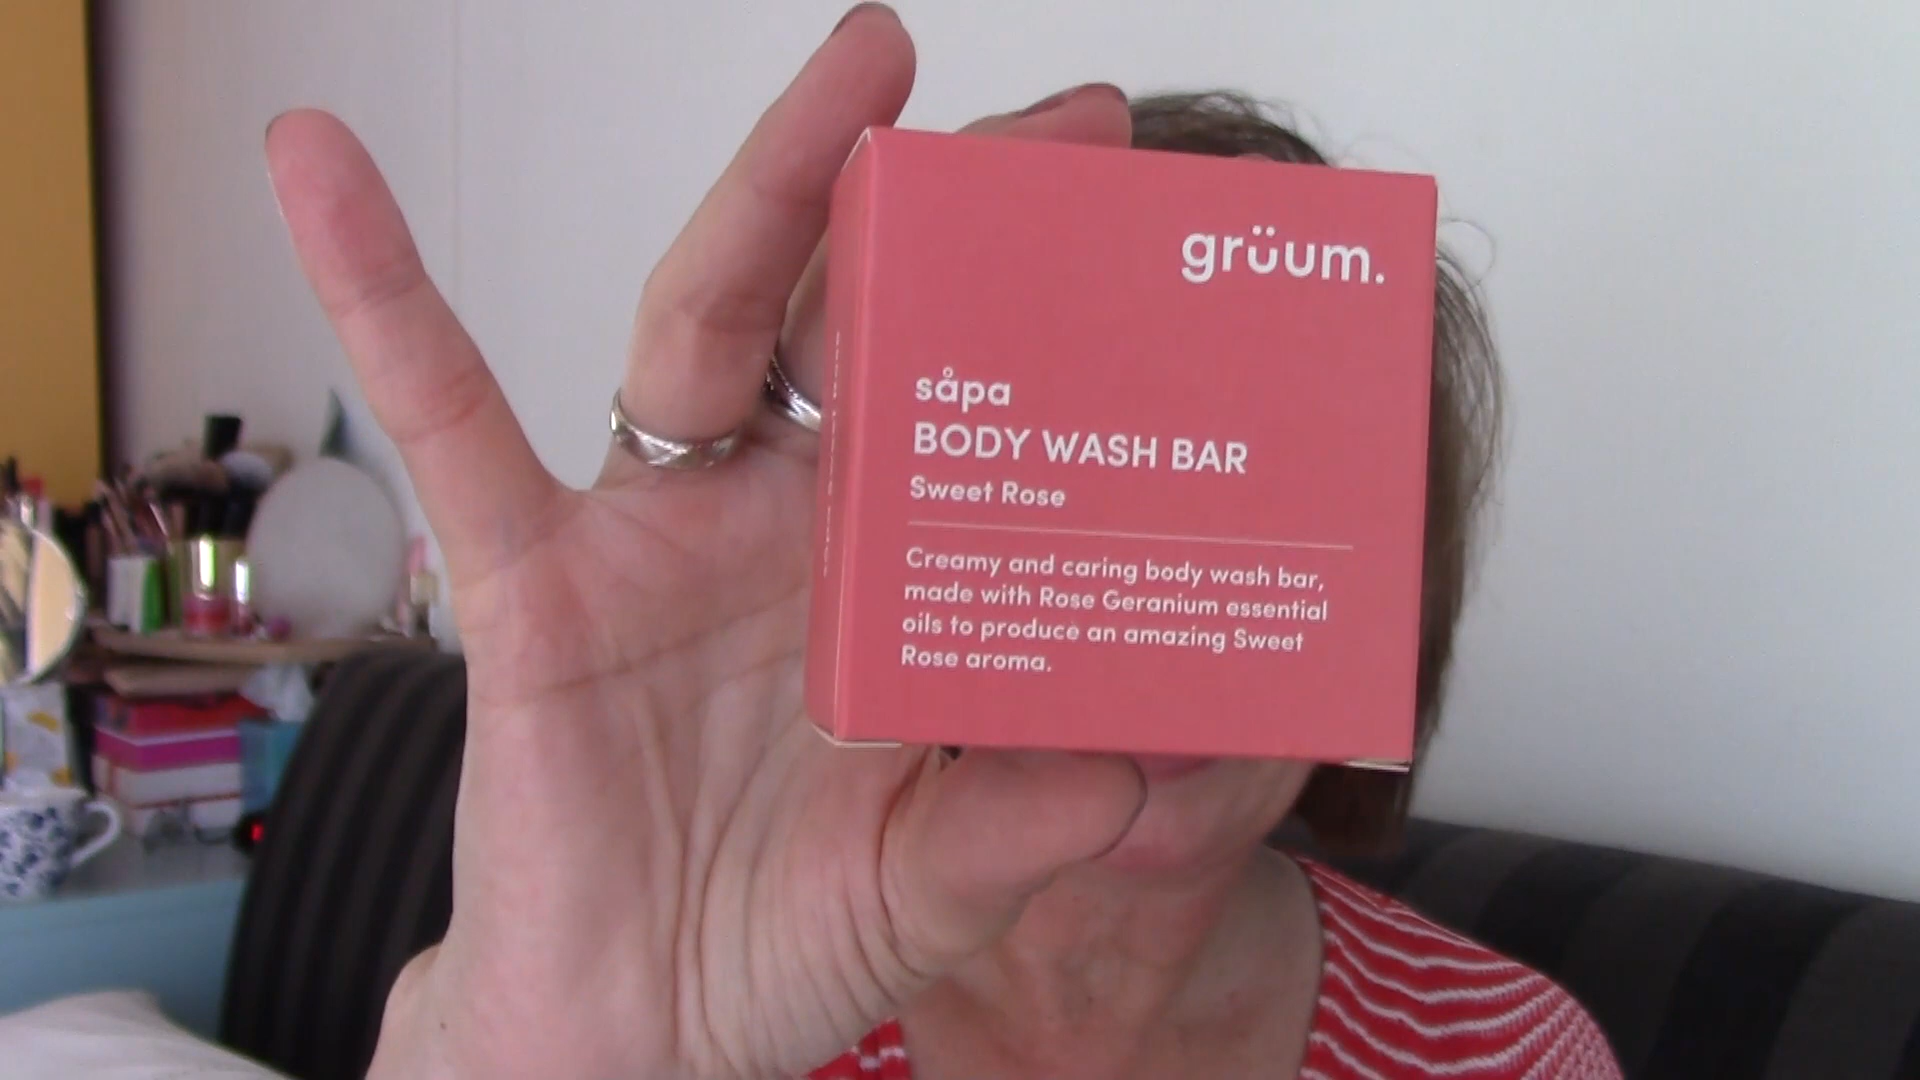 grüum.
såpa
BODY WASH BAR
Sweet Rose
Creamy and caring body wash bar,
made with Rose Geranium essential
oils to produce an amazing Sweet
Rose aroma.